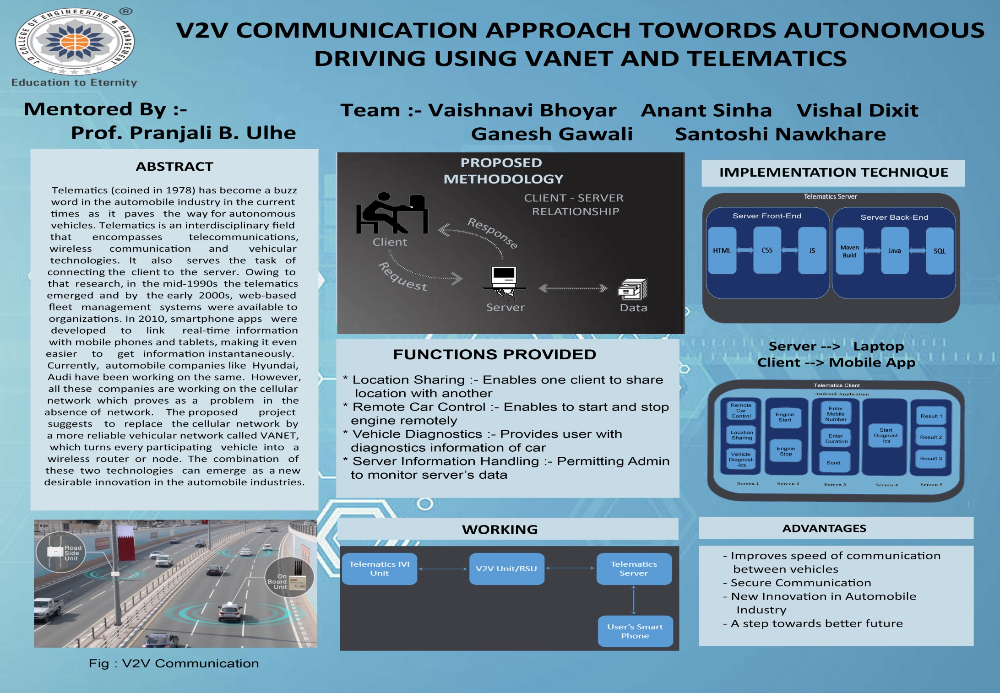 J D COLLEGE OF ENGINEERING & MANAGEMENT
®
Education to Eternity
V2V COMMUNICATION APPROACH TOWORDS AUTONOMOUS
DRIVING USING VANET AND TELEMATICS
Mentored By :-
Prof. Pranjali B. Ulhe
Team :- Vaishnavi Bhoyar Anant Sinha Vishal Dixit
Ganesh Gawali Santoshi Nawkhare
ABSTRACT
Telematics (coined in 1978) has become a buzz
word in the automobile industry in the current
times as it paves the way for autonomous
vehicles. Telematics is an interdisciplinary field
that encompasses telecommunications,
wireless communication and vehicular
technologies. It also serves the task of
connecting the client to the server. Owing to
that research, in the mid-1990s the telematics
emerged and by the early 2000s, web-based
fleet management systems were available to
organizations. In 2010, smartphone apps were
developed to link real-time information
with mobile phones and tablets, making it even
easier to get information instantaneously.
Currently, automobile companies like Hyundai,
Audi have been working on the same. However,
all these companies are working on the cellular
network which proves as a problem in the
absence of network. The proposed project
suggests to replace the cellular network by
a more reliable vehicular network called VANET,
which turns every participating vehicle into a
wireless router or node. The combination of
these two technologies can emerge as a new
desirable innovation in the automobile industries.
Road
Side
Unit
On
Board
Unit
Fig : V2V Communication
PROPOSED
METHODOLOGY
CLIENT - SERVER
RELATIONSHIP
Client
Response
Request
Server
Data
FUNCTIONS PROVIDED
* Location Sharing :- Enables one client to share
location with another
* Remote Car Control :- Enables to start and stop
engine remotely
* Vehicle Diagnostics :- Provides user with
diagnostics information of car
* Server Information Handling :- Permitting Admin
to monitor server's data
WORKING
Telematics IVI
Unit
V2V Unit/RSU
Telematics
Server
User's Smart
Phone
IMPLEMENTATION TECHNIQUE
Telematics Server
Server Front-End
HTML
CSS
JS
Server Back-End
Maven
Build
Java
SQL
Server --> Laptop
Client --> Mobile App
Telematics Client
Android Application
Remote
Car
Control
Location
Sharing
Vehicle
Diagnost-
-ics
Screen 1
Engine
Start
Engine
Stop
Screen 2
Enter
Mobile
Number
Enter
Duration
Send
Screen 3
Start
Diagnost-
ics
Screen 4
Result 1
Result 2
Result 3
Screen 5
ADVANTAGES
- Improves speed of communication
between vehicles
- Secure Communication
- New Innovation in Automobile
Industry
- A step towards better future